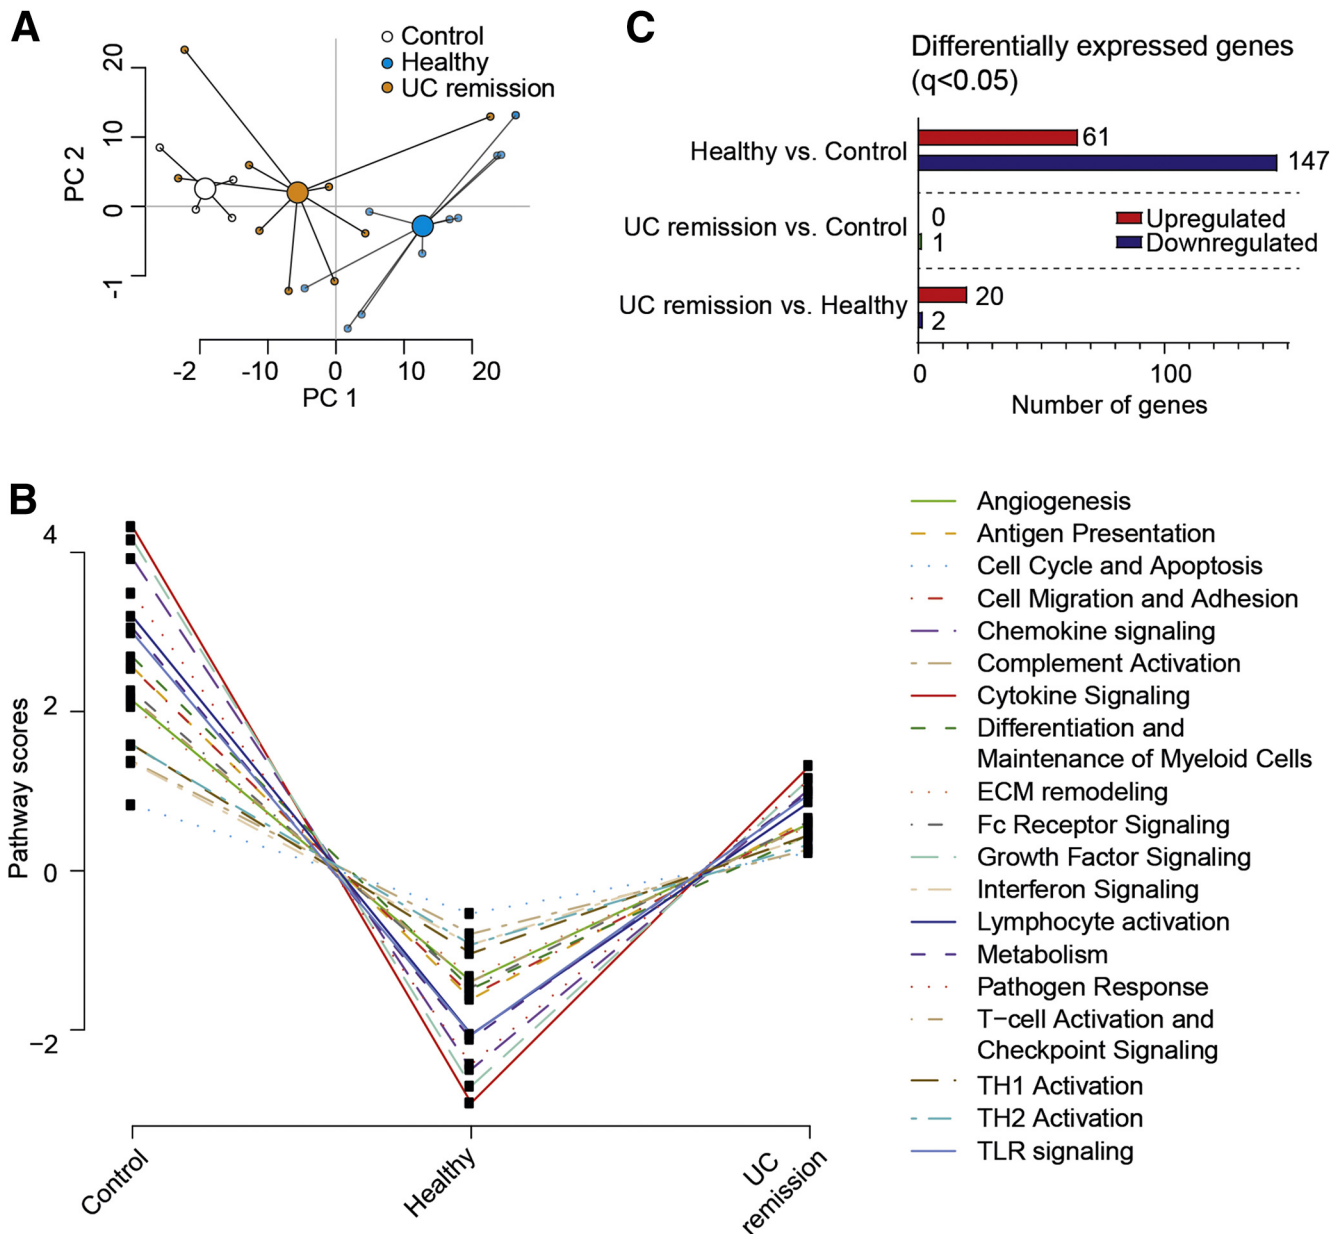 A
Control
Healthy
UC remission
20
10
0
-1
PC 2
-2
-10
0
10
20
PC 1
C
Differentially expressed genes
(q<0.05)
Healthy vs. Control
61
147
UC remission vs. Control
0
1
Upregulated
Downregulated
UC remission vs. Healthy
20
2
0
100
Number of genes
B
4
2
0
−2
Pathway scores
Control
Healthy
UC
remission
Angiogenesis
Antigen Presentation
Cell Cycle and Apoptosis
Cell Migration and Adhesion
Chemokine signaling
Complement Activation
Cytokine Signaling
Differentiation and
Maintenance of Myeloid Cells
ECM remodeling
Fc Receptor Signaling
Growth Factor Signaling
Interferon Signaling
Lymphocyte activation
Metabolism
Pathogen Response
T−cell Activation and
Checkpoint Signaling
TH1 Activation
TH2 Activation
TLR signaling